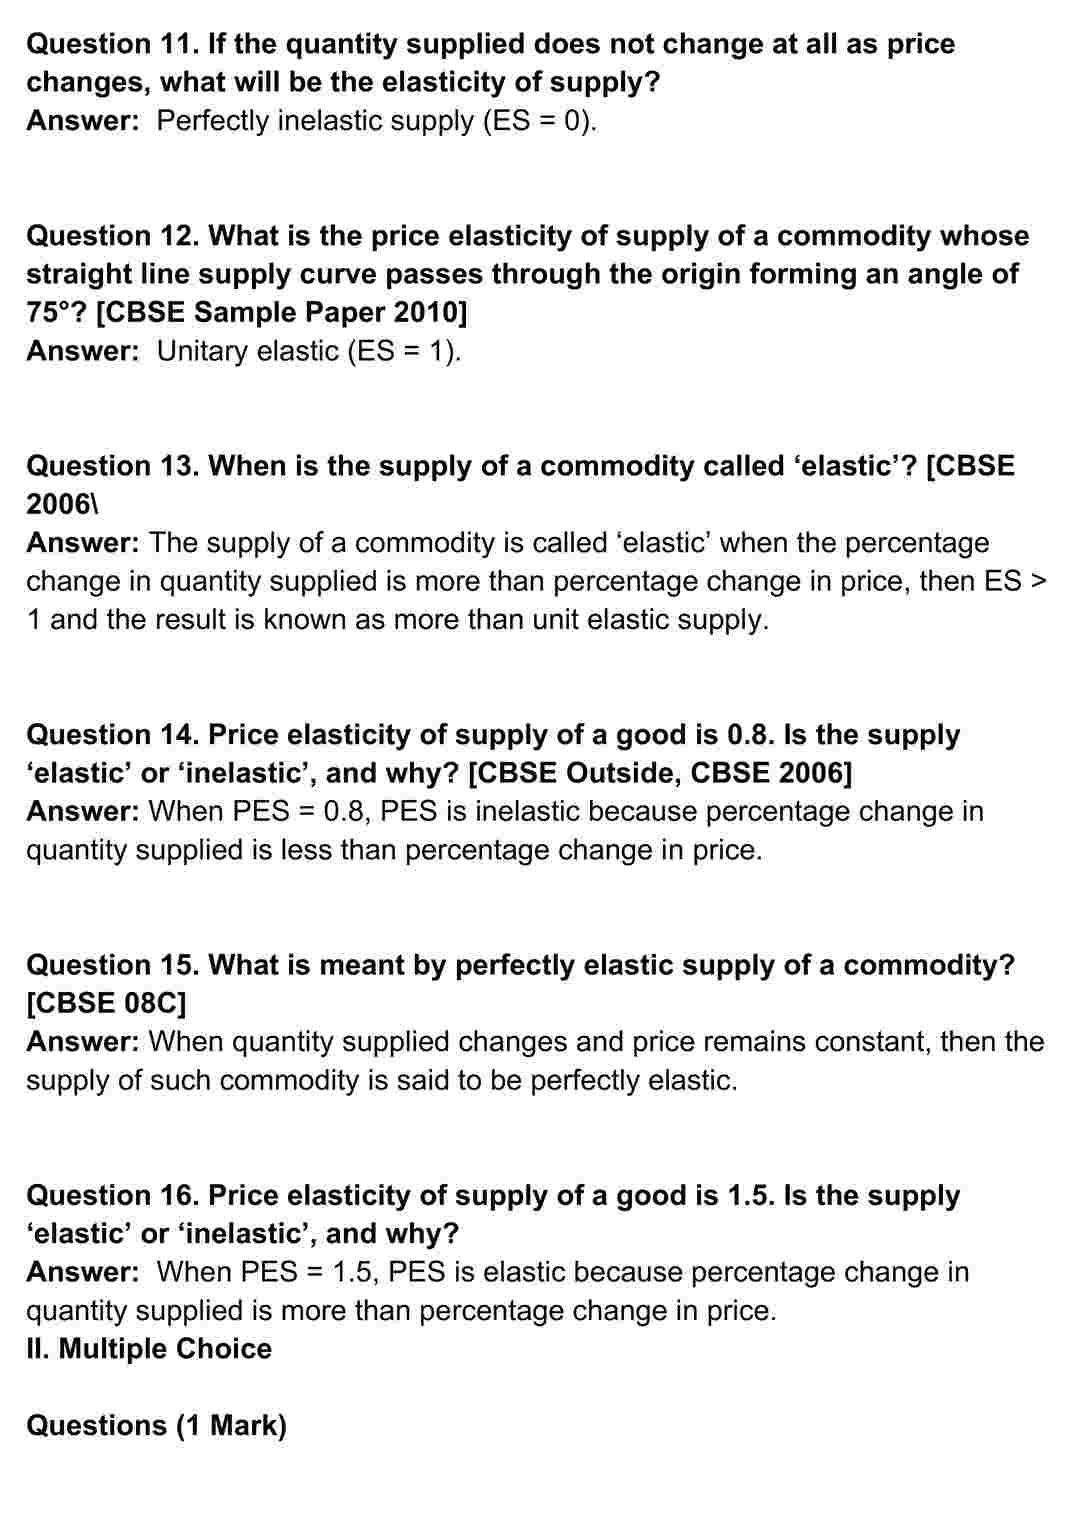 Question 11. If the quantity supplied does not change at all as price
changes, what will be the elasticity of supply?
Answer:  Perfectly inelastic supply (ES = 0).
Question 12. What is the price elasticity of supply of a commodity whose
straight line supply curve passes through the origin forming an angle of
75°? [CBSE Sample Paper 2010]
Answer:  Unitary elastic (ES = 1).
Question 13. When is the supply of a commodity called ‘elastic’? [CBSE
2006\
Answer: The supply of a commodity is called ‘elastic’ when the percentage
change in quantity supplied is more than percentage change in price, then ES >
1 and the result is known as more than unit elastic supply.
Question 14. Price elasticity of supply of a good is 0.8. Is the supply
‘elastic’ or ‘inelastic’, and why? [CBSE Outside, CBSE 2006]
Answer: When PES = 0.8, PES is inelastic because percentage change in
quantity supplied is less than percentage change in price.
Question 15. What is meant by perfectly elastic supply of a commodity?
[CBSE 08C]
Answer: When quantity supplied changes and price remains constant, then the
supply of such commodity is said to be perfectly elastic.
Question 16. Price elasticity of supply of a good is 1.5. Is the supply
‘elastic’ or ‘inelastic’, and why?
Answer:  When PES = 1.5, PES is elastic because percentage change in
quantity supplied is more than percentage change in price.
II. Multiple Choice
Questions (1 Mark)